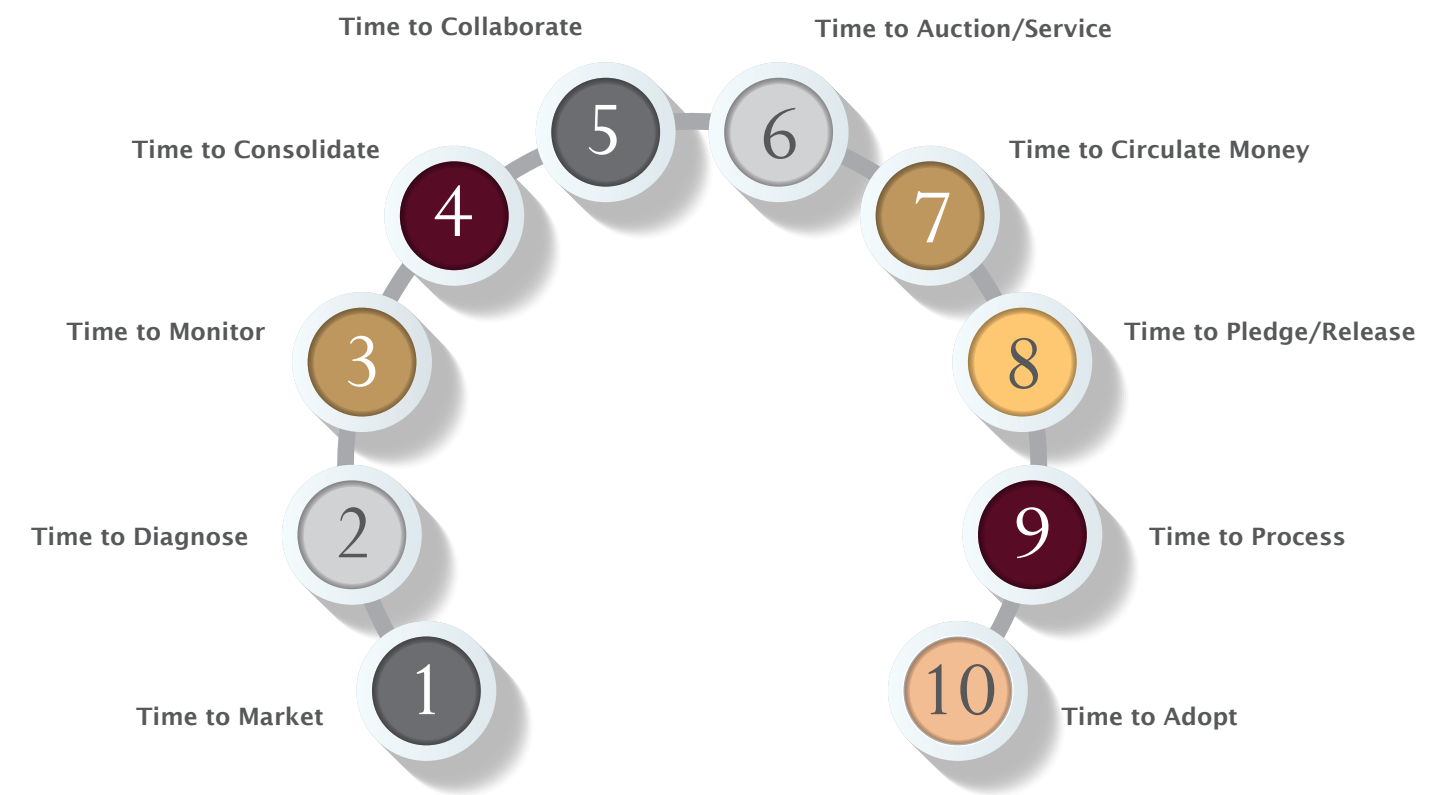 1
Time to Market
2
Time to Diagnose
3
Time to Monitor
4
Time to Consolidate
5
Time to Collaborate
6
Time to Auction/Service
7
Time to Circulate Money
8
Time to Pledge/Release
9
Time to Process
10
Time to Adopt